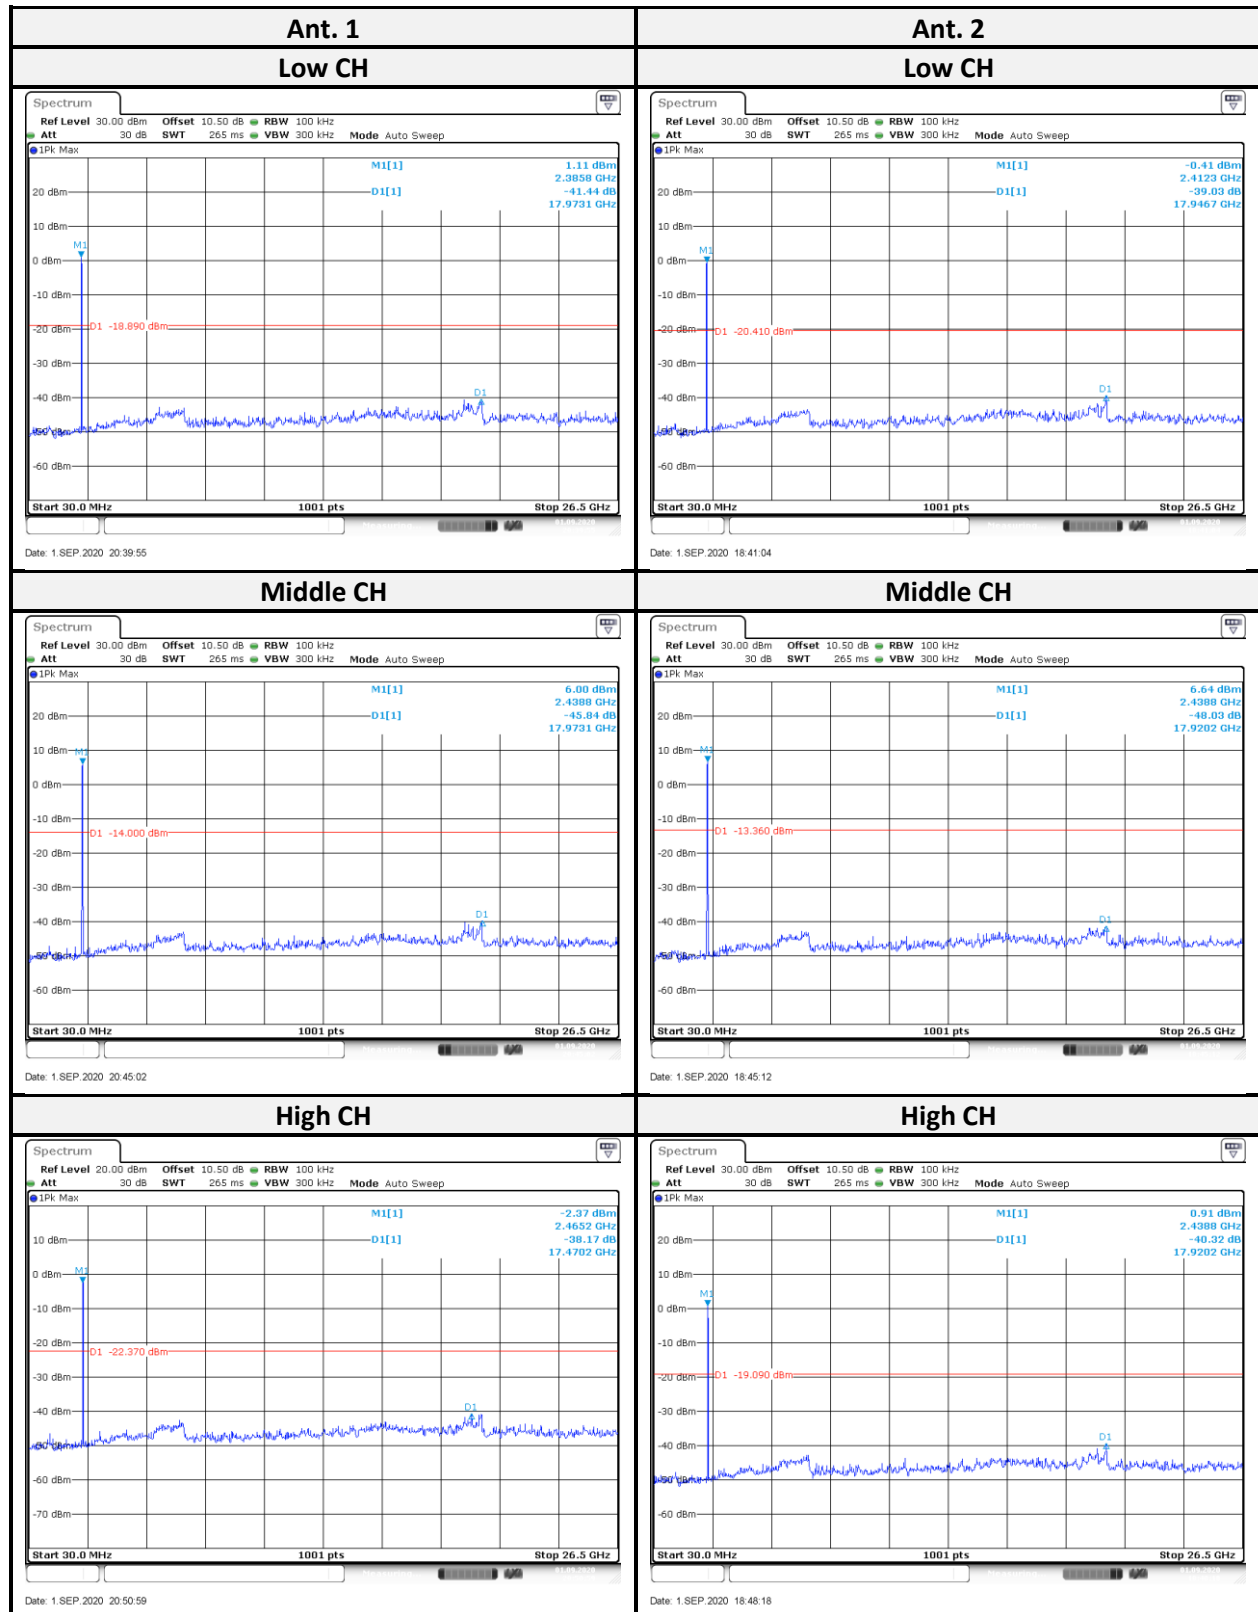 Ant. 1
Ant. 2
Low CH
Low CH
Spectrum
Ref Level 30.00 dBm Offset 10.50 dB RBW 100 kHz
Att 30 dB SWT 265 ms VBW 300 kHz Mode Auto Sweep
1Pk Max
M1[1] 1.11 dBm
2.3858 GHz
D1[1] -41.44 dB
17.9731 GHz
20 dBm
10 dBm
M1
0 dBm
-10 dBm
D1 -18.890 dBm
-20 dBm
-30 dBm
-40 dBm
D1
-50 dBm
-60 dBm
Start 30.0 MHz 1001 pts Stop 26.5 GHz
Date: 1.SEP.2020 20:39:55
Spectrum
Ref Level 30.00 dBm Offset 10.50 dB RBW 100 kHz
Att 30 dB SWT 265 ms VBW 300 kHz Mode Auto Sweep
1Pk Max
M1[1] -0.41 dBm
2.4123 GHz
D1[1] -39.03 dB
17.9467 GHz
20 dBm
10 dBm
M1
0 dBm
-10 dBm
-20 dBm
D1 -20.410 dBm
-30 dBm
D1
-40 dBm
-50 dBm
-60 dBm
Start 30.0 MHz 1001 pts Stop 26.5 GHz
Date: 1.SEP.2020 18:41:04
Middle CH
Middle CH
Spectrum
Ref Level 30.00 dBm Offset 10.50 dB RBW 100 kHz
Att 30 dB SWT 265 ms VBW 300 kHz Mode Auto Sweep
1Pk Max
M1[1] 6.00 dBm
2.4388 GHz
D1[1] -45.84 dB
17.9731 GHz
20 dBm
10 dBm
M1
0 dBm
-10 dBm
D1 -14.000 dBm
-20 dBm
-30 dBm
D1
-40 dBm
-50 dBm
-60 dBm
Start 30.0 MHz 1001 pts Stop 26.5 GHz
Date: 1.SEP.2020 20:45:02
Spectrum
Ref Level 30.00 dBm Offset 10.50 dB RBW 100 kHz
Att 30 dB SWT 265 ms VBW 300 kHz Mode Auto Sweep
1Pk Max
M1[1] 6.64 dBm
2.4388 GHz
D1[1] -48.03 dB
17.9202 GHz
20 dBm
10 dBm
M1
0 dBm
-10 dBm
D1 -13.360 dBm
-20 dBm
-30 dBm
-40 dBm
D1
-50 dBm
-60 dBm
Start 30.0 MHz 1001 pts Stop 26.5 GHz
Date: 1.SEP.2020 18:45:12
High CH
High CH
Spectrum
Ref Level 20.00 dBm Offset 10.50 dB RBW 100 kHz
Att 30 dB SWT 265 ms VBW 300 kHz Mode Auto Sweep
1Pk Max
M1[1] -2.37 dBm
2.4652 GHz
D1[1] -38.17 dB
17.4702 GHz
10 dBm
0 dBm
M1
-10 dBm
-20 dBm
D1 -22.370 dBm
-30 dBm
-40 dBm
D1
-50 dBm
-60 dBm
-70 dBm
Start 30.0 MHz 1001 pts Stop 26.5 GHz
Date: 1.SEP.2020 20:50:59
Spectrum
Ref Level 30.00 dBm Offset 10.50 dB RBW 100 kHz
Att 30 dB SWT 265 ms VBW 300 kHz Mode Auto Sweep
1Pk Max
M1[1] 0.91 dBm
2.4388 GHz
D1[1] -40.32 dB
17.9202 GHz
20 dBm
10 dBm
M1
0 dBm
-10 dBm
D1 -19.090 dBm
-20 dBm
-30 dBm
D1
-40 dBm
-50 dBm
-60 dBm
Start 30.0 MHz 1001 pts Stop 26.5 GHz
Date: 1.SEP.2020 18:48:18